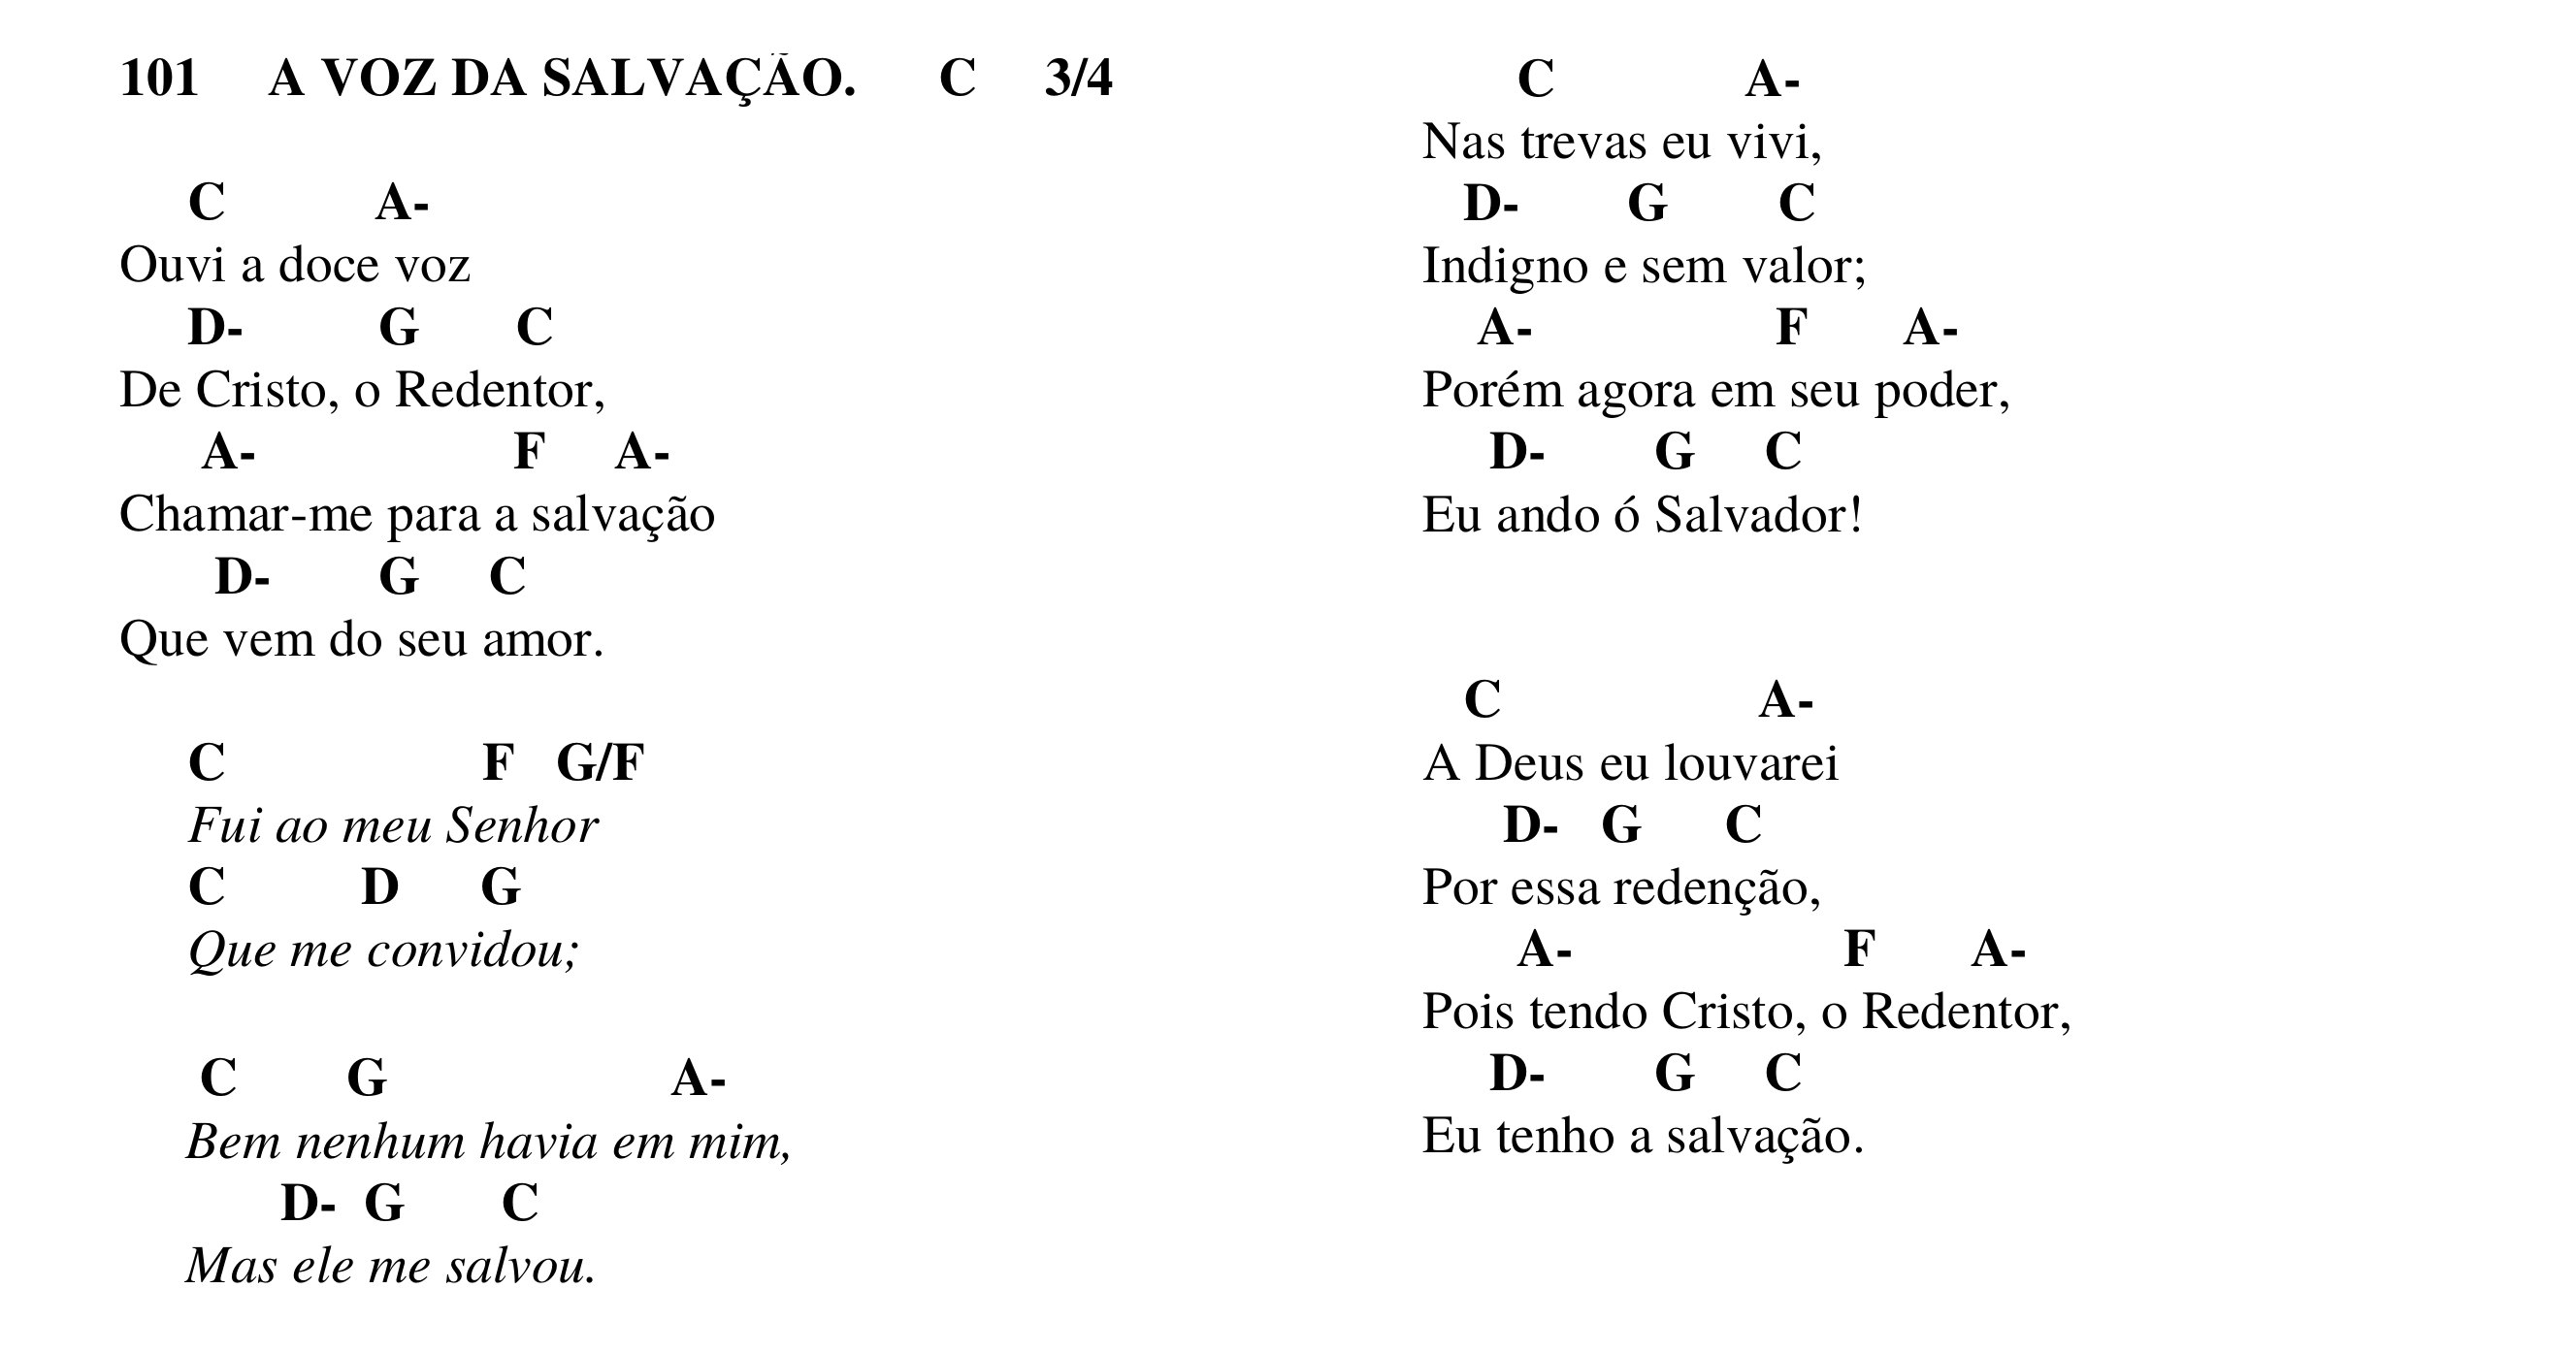 101 A VOZ DA SALVAÇÃO. C 3/4
C A-
Ouvi a doce voz
D- G C
De Cristo, o Redentor,
A- F A-
Chamar-me para a salvação
D- G C
Que vem do seu amor.
C F G/F
Fui ao meu Senhor
C D G
Que me convidou;
C G A-
Bem nenhum havia em mim,
D- G C
Mas ele me salvou.
C A-
Nas trevas eu vivi,
D- G C
Indigno e sem valor;
A- F A-
Porém agora em seu poder,
D- G C
Eu ando ó Salvador!
C A-
A Deus eu louvarei
D- G C
Por essa redenção,
A- F A-
Pois tendo Cristo, o Redentor,
D- G C
Eu tenho a salvação.